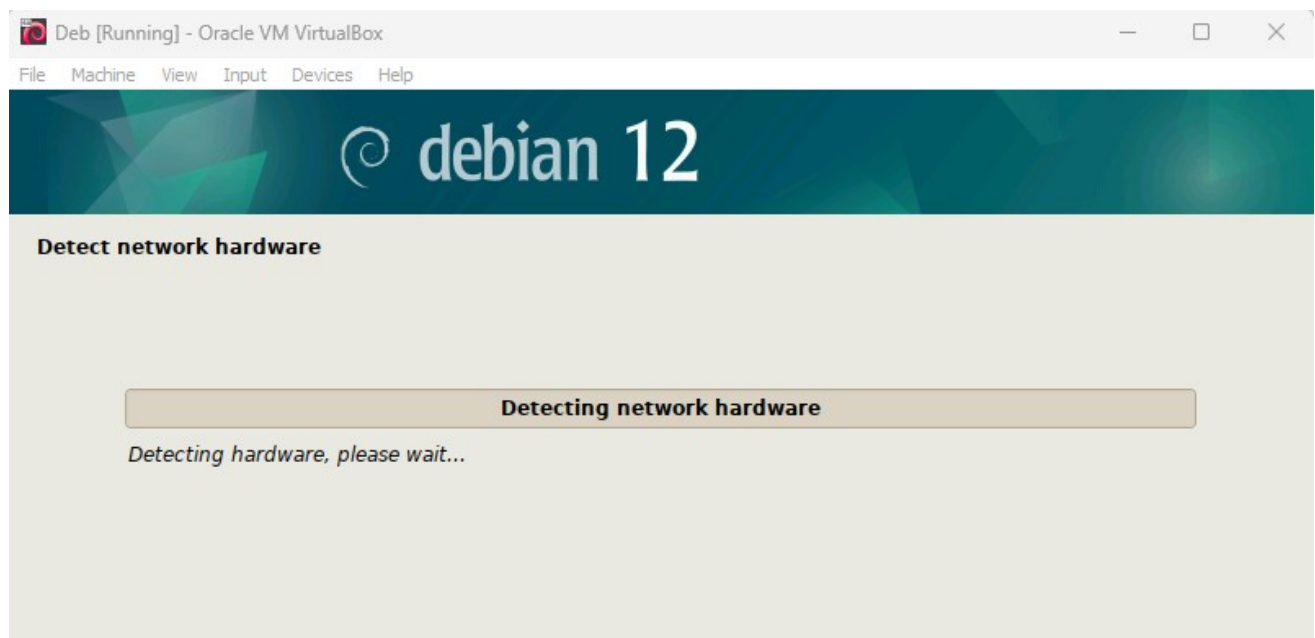 Deb [Running] - Oracle VM VirtualBox
File Machine View Input Devices Help
debian 12
Detect network hardware
Detecting network hardware
Detecting hardware, please wait...